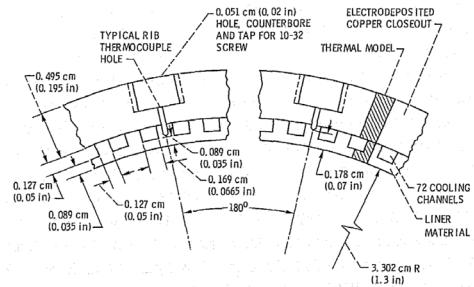 0.051 cm (0.02 in)
HOLE, COUNTERBORE
AND TAP FOR 10-32
SCREW
ELECTRODEPOSITED
COPPER CLOSEOUT
TYPICAL RIB
THERMOCOUPLE
HOLE
THERMAL MODEL
0.495 cm
(0.195 in)
0.089 cm
(0.035 in)
0.169 cm
(0.0665 in)
0.178 cm
(0.07 in)
72 COOLING
CHANNELS
LINER
MATERIAL
0.127 cm
(0.05 in)
0.089 cm
(0.035 in)
0.127 cm
(0.05 in)
180°
3.302 cm R
(1.3 in)